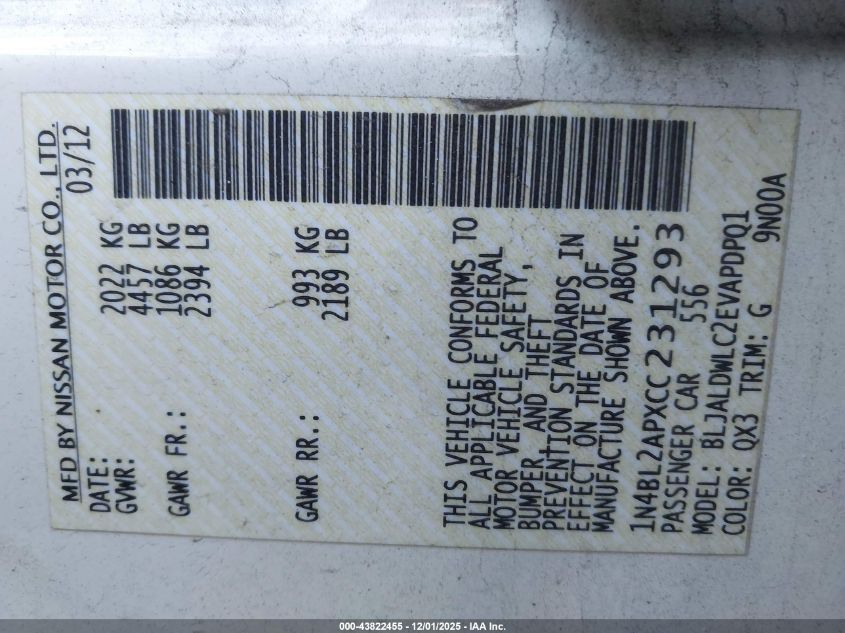 MFD BY NISSAN MOTOR CO., LTD.
DATE: 03/12
GVWR: 2022 KG
4457 LB
GAWR FR.: 1086 KG
2394 LB
GAWR RR.: 993 KG
2189 LB
THIS VEHICLE CONFORMS TO
ALL APPLICABLE FEDERAL
MOTOR VEHICLE SAFETY,
BUMPER, AND THEFT
PREVENTION STANDARDS IN
EFFECT ON THE DATE OF
MANUFACTURE SHOWN ABOVE.
1N4BL2APXCC231293
PASSENGER CAR 556
MODEL: BLJALDWLC2EVAPDPQ1
COLOR: QX3 TRIM: G 9N00A
000-43822455 - 12/01/2025 - IAA Inc.